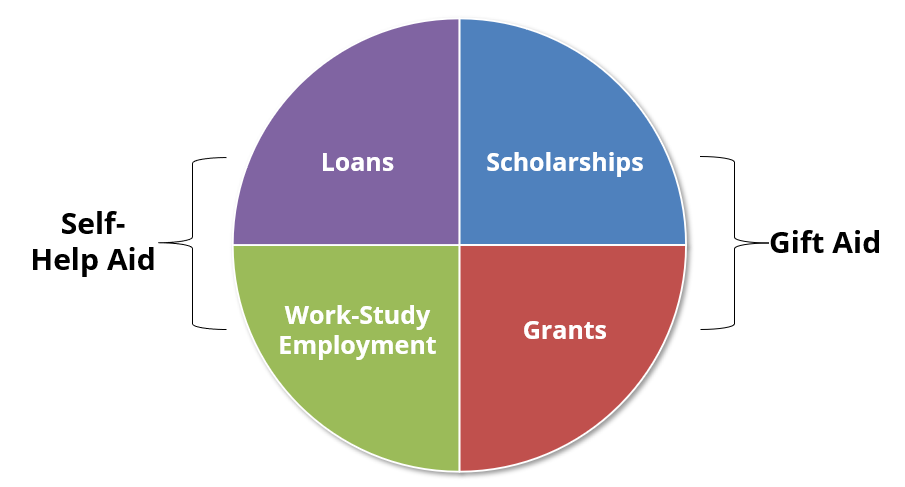 Loans
Scholarships
Self-
Help Aid
Gift Aid
Work-Study
Employment
Grants